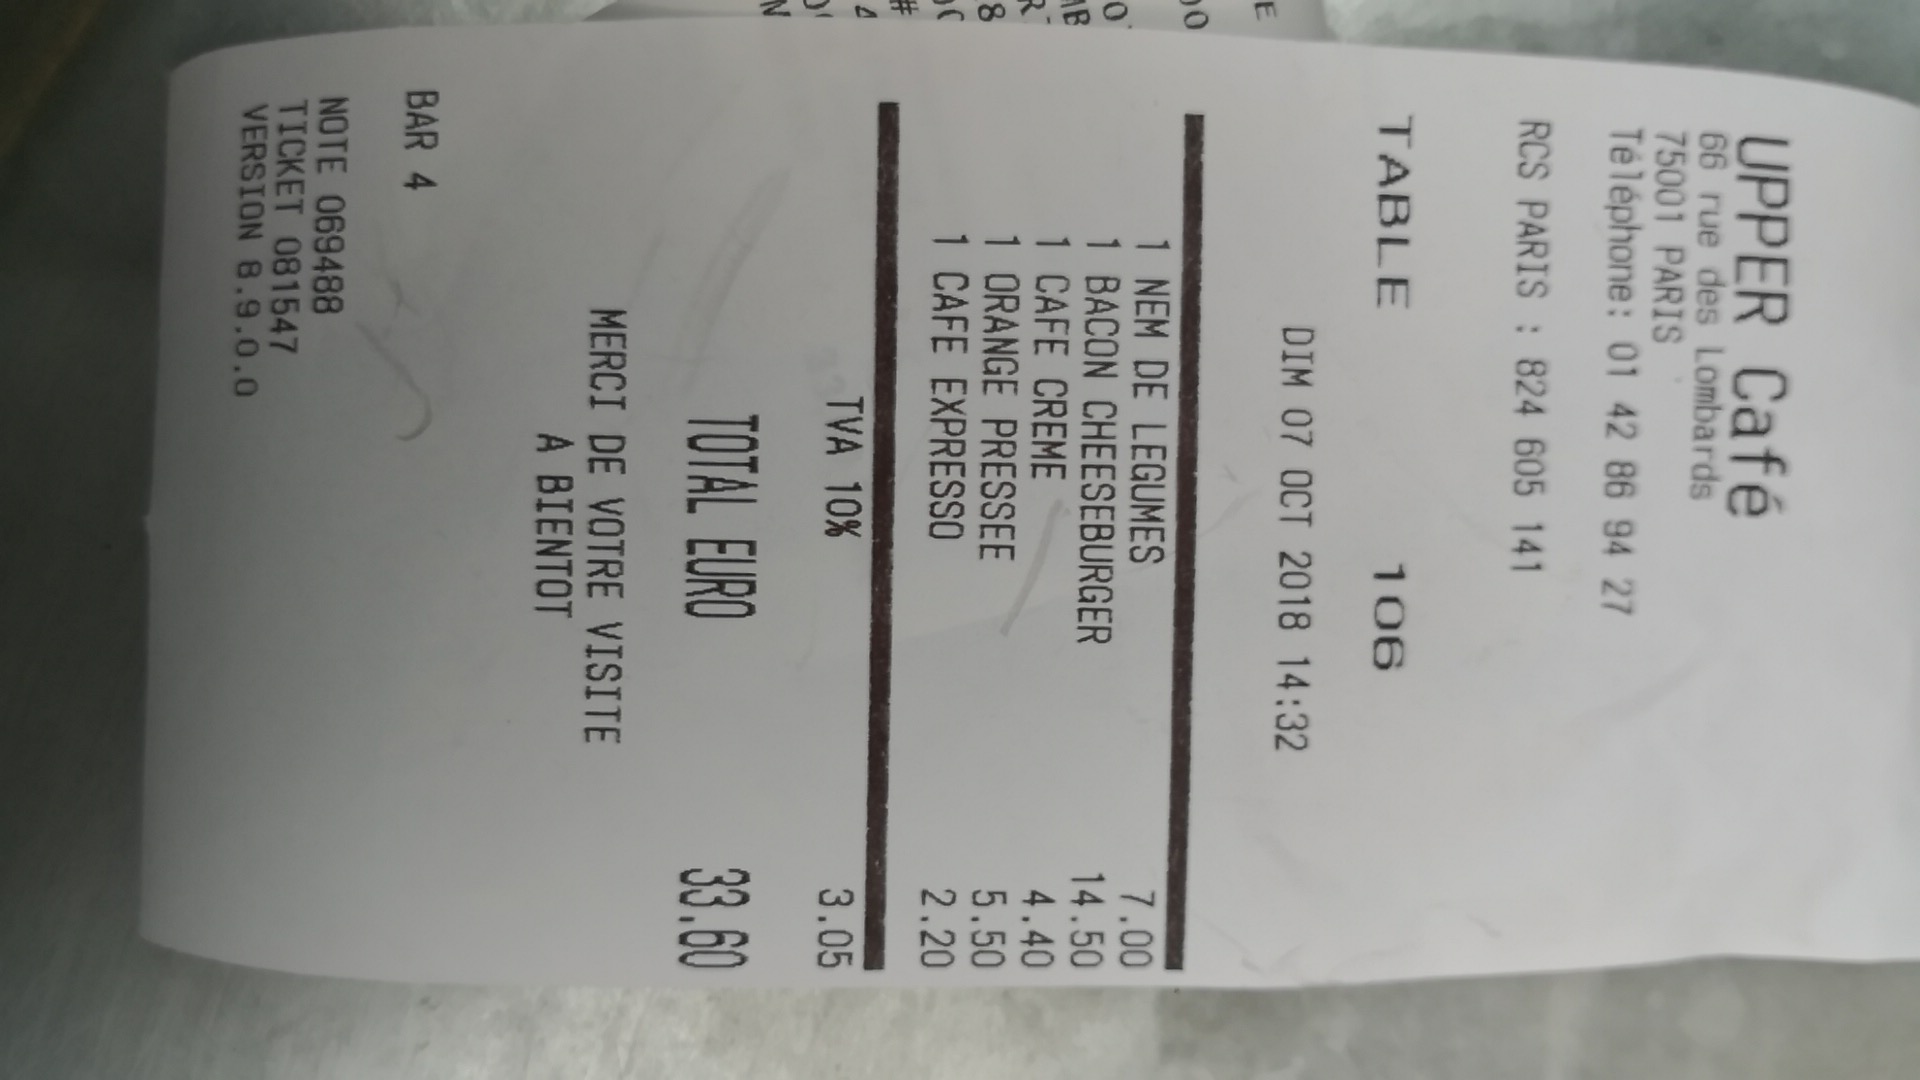 UPPER Café
66 rue des Lombards
75001 PARIS
Téléphone: 01 42 86 94 27
RCS PARIS : 824 605 141
TABLE 106
DIM 07 OCT 2018 14:32
1 NEM DE LEGUMES 7.00
1 BACON CHEESEBURGER 14.50
1 CAFE CREME 4.40
1 ORANGE PRESSEE 5.50
1 CAFE EXPRESSO 2.20
TVA 10% 3.05
TOTAL EURO 33.60
MERCI DE VOTRE VISITE
A BIENTOT
BAR 4
NOTE 069488
TICKET 081547
VERSION 8.9.0.0